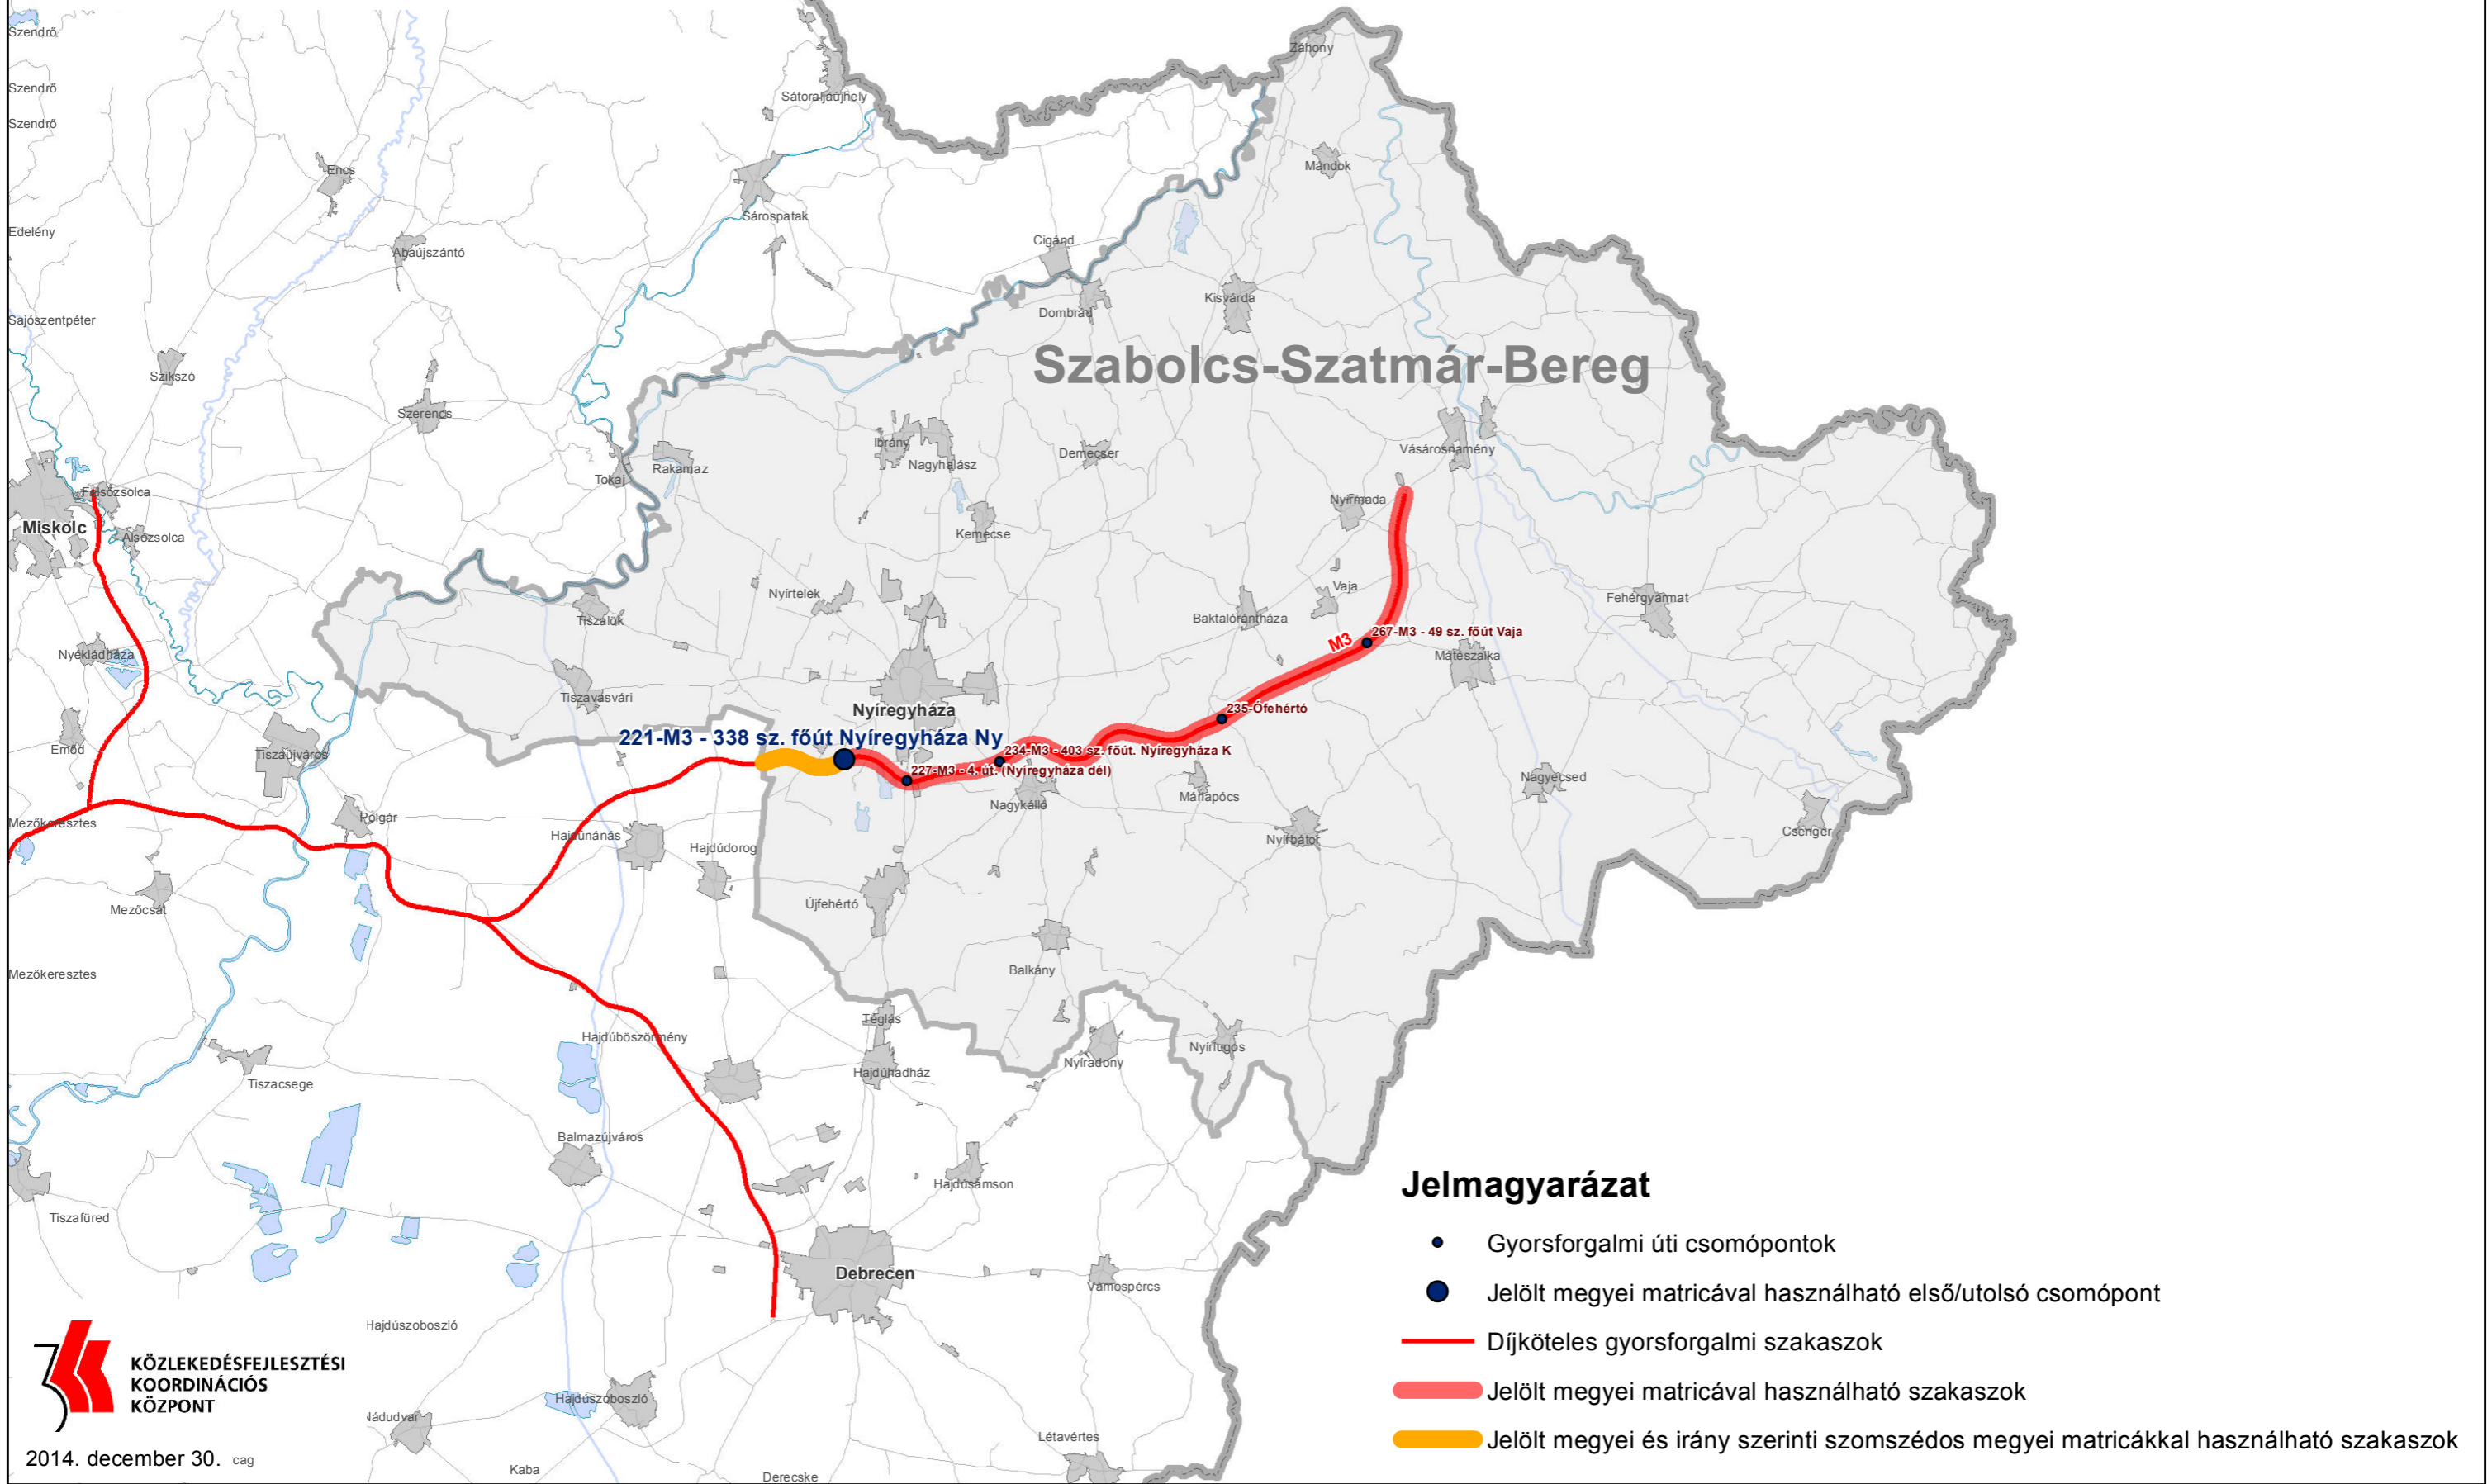 Szendrő
Szendrő
Szendrő
Edelény
Sajószentpéter
Encs
Abaújszántó
Szikszó
Szerencs
Sátoraljaújhely
Sárospatak
Cigánd
Dombrád
Záhony
Mándok
Kisvárda
Szabolcs-Szatmár-Bereg
Ibrány
Nagyhalász
Demecser
Vásárosnamény
Tokaj
Rakamaz
Kemecse
Nyírmada
Felsőzsolca
Miskolc
Alsózsolca
Nyírtelek
Tiszalök
Vaja
Baktalórántháza
Fehérgyarmat
Nyékládháza
M3
267-M3 - 49 sz. főút Vaja
Mátészalka
Tiszavasvári
Nyíregyháza
235-Ófehértó
221-M3 - 338 sz. főút Nyíregyháza Ny
234-M3 - 403 sz. főút. Nyíregyháza K
227-M3 - 4. út. (Nyíregyháza dél)
Emőd
Tiszaújváros
Nagykálló
Máriapócs
Nagyecsed
Mezőkeresztes
Polgár
Hajdúnánás
Hajdúdorog
Nyírbátor
Csenger
Mezőcsát
Újfehértó
Mezőkeresztes
Balkány
Téglás
Hajdúböszörmény
Nyírlugos
Nyíradony
Hajdúhadház
Tiszacsege
Balmazújváros
Hajdúsámson
Tiszafüred
Debrecen
Vámospércs
Hajdúszoboszló
Hajdúszoboszló
Nádudvar
Létavértes
Kaba
Derecske
Jelmagyarázat
Gyorsforgalmi úti csomópontok
Jelölt megyei matricával használható első/utolsó csomópont
Díjköteles gyorsforgalmi szakaszok
Jelölt megyei matricával használható szakaszok
Jelölt megyei és irány szerinti szomszédos megyei matricákkal használható szakaszok
KÖZLEKEDÉSFEJLESZTÉSI
KOORDINÁCIÓS
KÖZPONT
2014. december 30.
cag